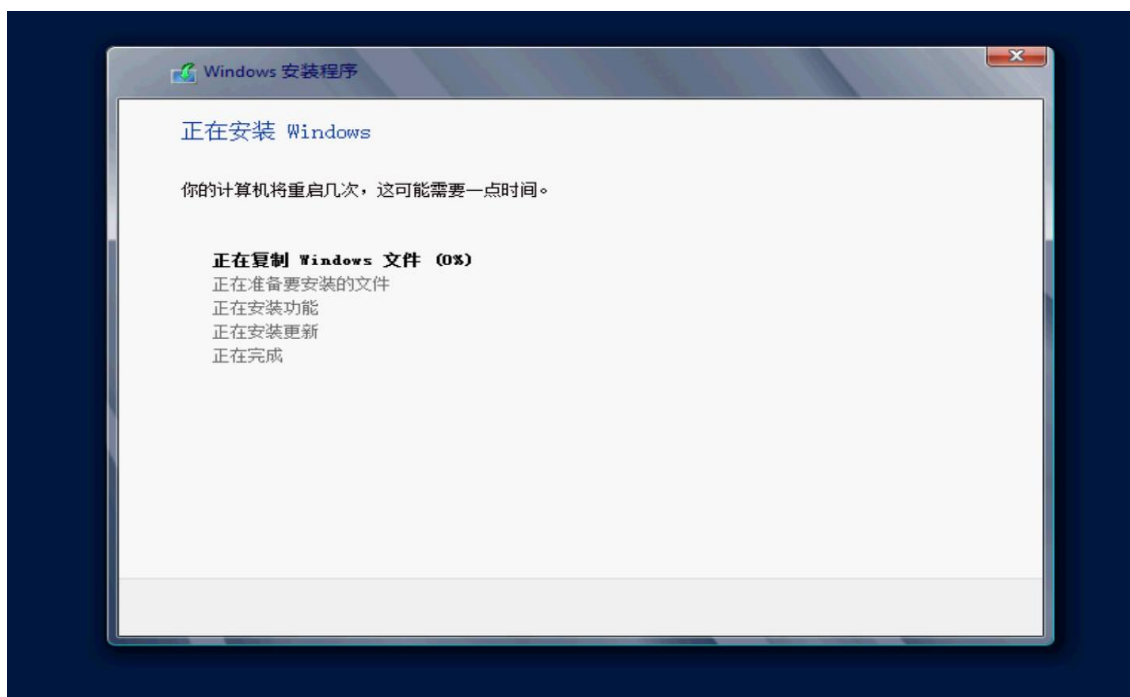 Windows 安装程序
正在安装 Windows
你的计算机将重启几次，这可能需要一点时间。
正在复制 Windows 文件 (0%)
正在准备要安装的文件
正在安装功能
正在安装更新
正在完成